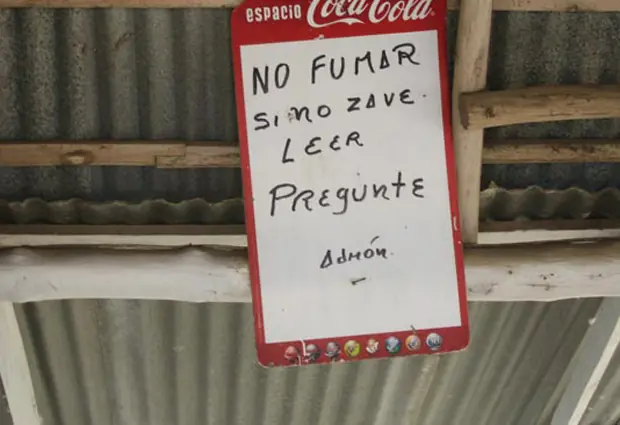 espacio Coca Cola
NO FUMAR
SI NO ZAVE.
LEER
PREGUNTE
ADMÓN.